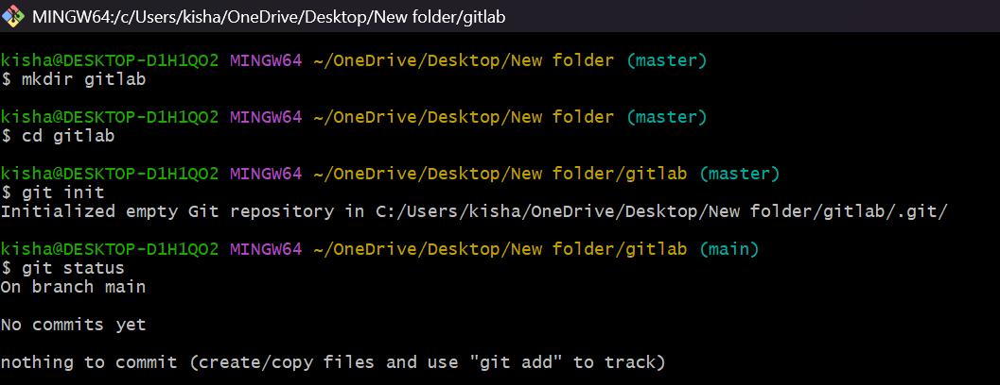 MINGW64:/c/Users/kisha/OneDrive/Desktop/New folder/gitlab
kisha@DESKTOP-D1H1QO2 MINGW64 ~/OneDrive/Desktop/New folder (master)
$ mkdir gitlab
kisha@DESKTOP-D1H1QO2 MINGW64 ~/OneDrive/Desktop/New folder (master)
$ cd gitlab
kisha@DESKTOP-D1H1QO2 MINGW64 ~/OneDrive/Desktop/New folder/gitlab (master)
$ git init
Initialized empty Git repository in C:/Users/kisha/OneDrive/Desktop/New folder/gitlab/.git/
kisha@DESKTOP-D1H1QO2 MINGW64 ~/OneDrive/Desktop/New folder/gitlab (main)
$ git status
On branch main
No commits yet
nothing to commit (create/copy files and use "git add" to track)